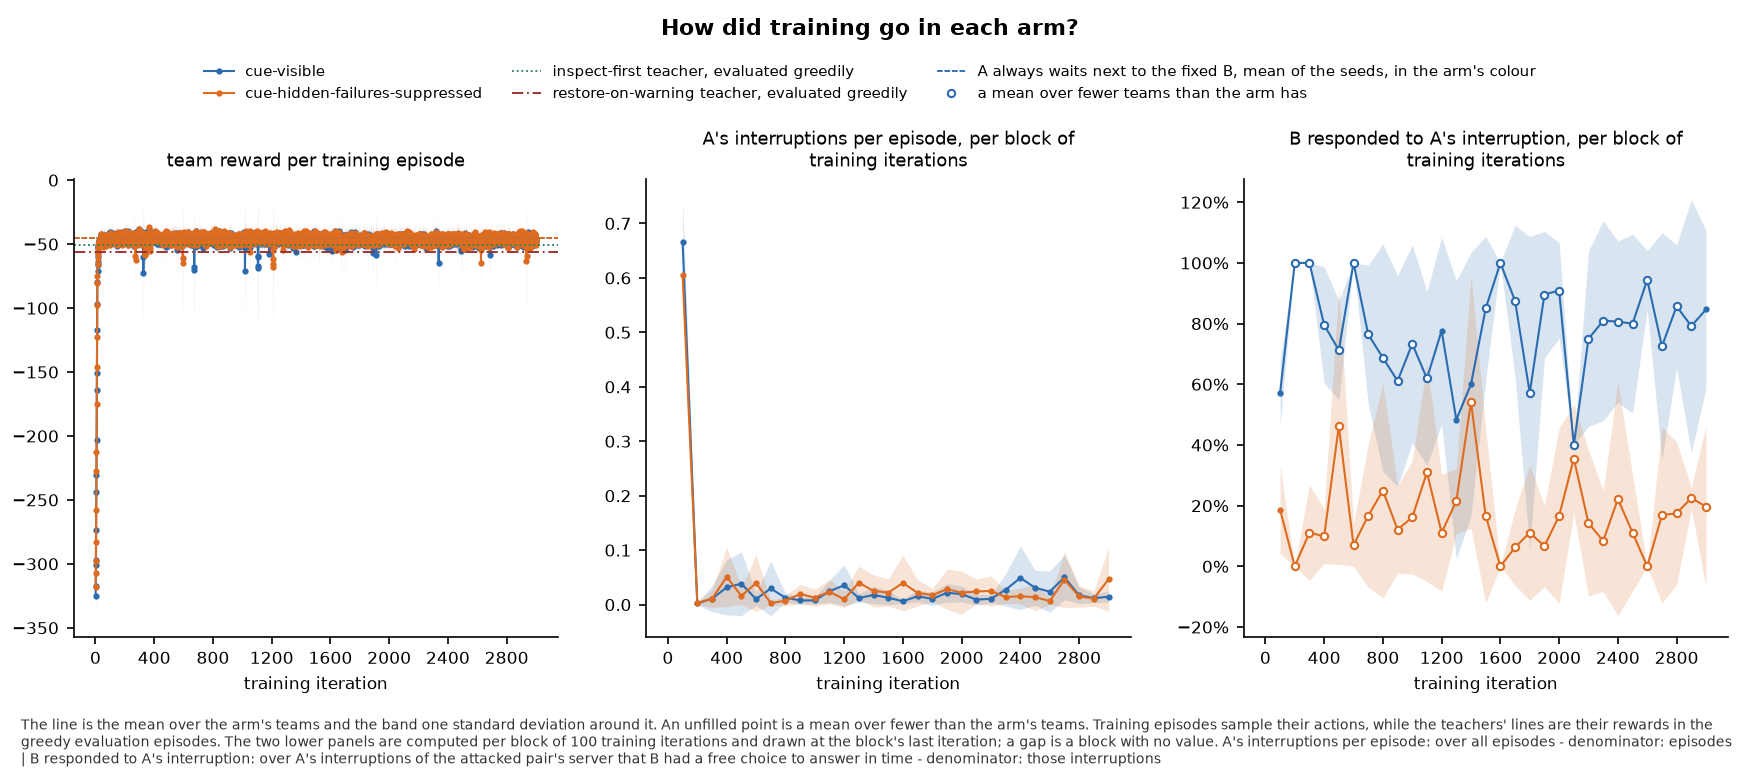 How did training go in each arm?
cue-visible
cue-hidden-failures-suppressed
inspect-first teacher, evaluated greedily
restore-on-warning teacher, evaluated greedily
A always waits next to the fixed B, mean of the seeds, in the arm's colour
a mean over fewer teams than the arm has
team reward per training episode
0
−50
−100
−150
−200
−250
−300
−350
0 400 800 1200 1600 2000 2400 2800
training iteration
A's interruptions per episode, per block of
training iterations
0.7
0.6
0.5
0.4
0.3
0.2
0.1
0.0
0 400 800 1200 1600 2000 2400 2800
training iteration
B responded to A's interruption, per block of
training iterations
120%
100%
80%
60%
40%
20%
0%
−20%
0 400 800 1200 1600 2000 2400 2800
training iteration
The line is the mean over the arm's teams and the band one standard deviation around it. An unfilled point is a mean over fewer than the arm's teams. Training episodes sample their actions, while the teachers' lines are their rewards in the
greedy evaluation episodes. The two lower panels are computed per block of 100 training iterations and drawn at the block's last iteration; a gap is a block with no value. A's interruptions per episode: over all episodes - denominator: episodes
| B responded to A's interruption: over A's interruptions of the attacked pair's server that B had a free choice to answer in time - denominator: those interruptions